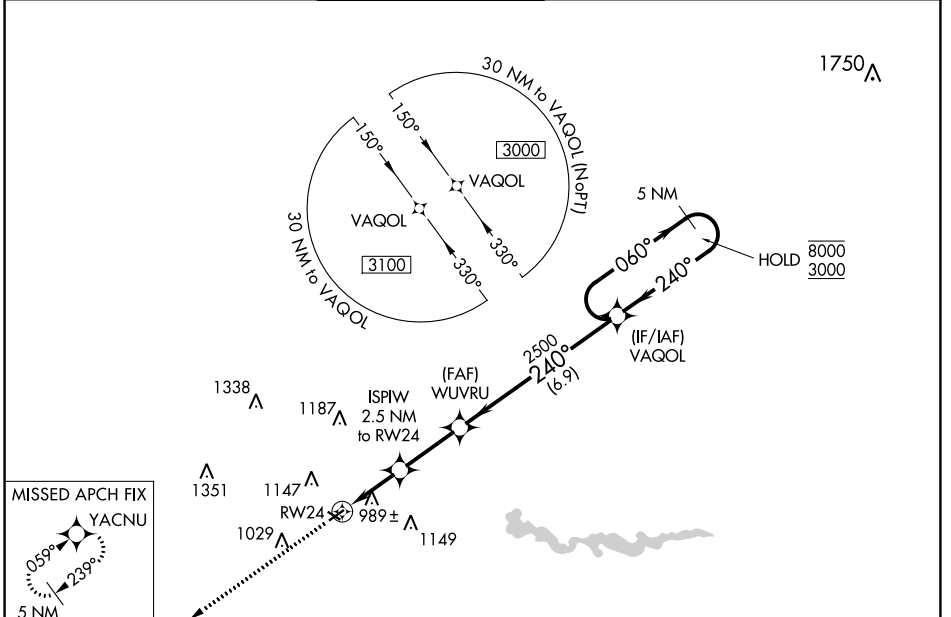 1750
30 NM to VAQOL (NoPT)
150°
3000
VAQOL
330°
150°
VAQOL
3100
330°
30 NM to VAQOL
5 NM
060°
240°
HOLD
8000
3000
(IF/IAF)
VAQOL
2500
240°
(6.9)
(FAF)
WUVRU
ISPIW
2.5 NM
to RW24
1338
1187
1351
1147
RW24
989±
1029
1149
MISSED APCH FIX
YACNU
059°
239°
5 NM